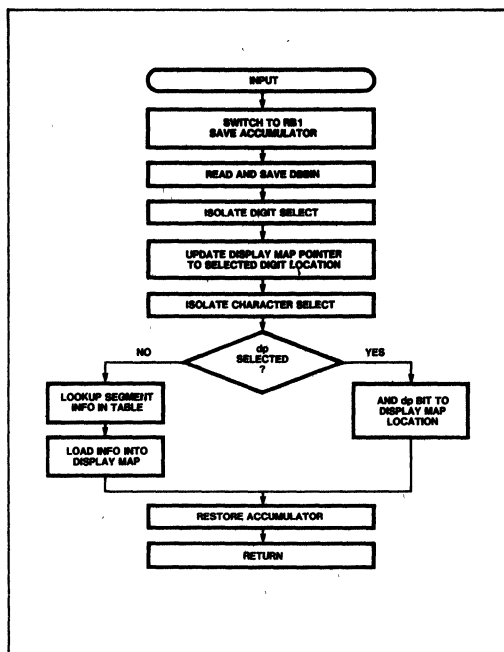 INPUT
SWITCH TO RB1
SAVE ACCUMULATOR
READ AND SAVE DBBIN
ISOLATE DIGIT SELECT
UPDATE DISPLAY MAP POINTER
TO SELECTED DIGIT LOCATION
ISOLATE CHARACTER SELECT
dp
SELECTED
?
NO
YES
LOOKUP SEGMENT
INFO IN TABLE
AND dp BIT TO
DISPLAY MAP
LOCATION
LOAD INFO INTO
DISPLAY MAP
RESTORE ACCUMULATOR
RETURN